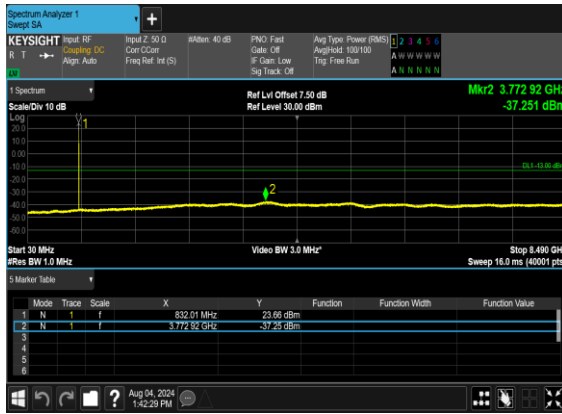 Spectrum Analyzer 1
Swept SA
+
KEYSIGHT Input: RF Input Z: 50 Ω #Atten: 40 dB PNO: Fast Avg Type: Power (RMS) 1 2 3 4 5 6
R T Coupling: DC Corr CCorr Gate: Off Avg|Hold: 100/100 A W W W W W
Align: Auto Freq Ref: Int (S) IF Gain: Low Trig: Free Run
Sig Track: Off A N N N N N
LXI
1 Spectrum Ref Lvl Offset 7.50 dB Mkr2 3.772 92 GHz
Scale/Div 10 dB Ref Level 30.00 dBm -37.251 dBm
Log
20.0 1
10.0
0.00
-10.0 DL1 -13.00 dBm
-20.0
-30.0 2
-40.0
-50.0
-60.0
Start 30 MHz Video BW 3.0 MHz* Stop 8.490 GHz
#Res BW 1.0 MHz Sweep 16.0 ms (40001 pts)
5 Marker Table
Mode Trace Scale X Y Function Function Width Function Value
1 N 1 f 832.01 MHz 23.66 dBm
2 N 1 f 3.772 92 GHz -37.25 dBm
3
4
5
6
? Aug 04, 2024
1:42:29 PM